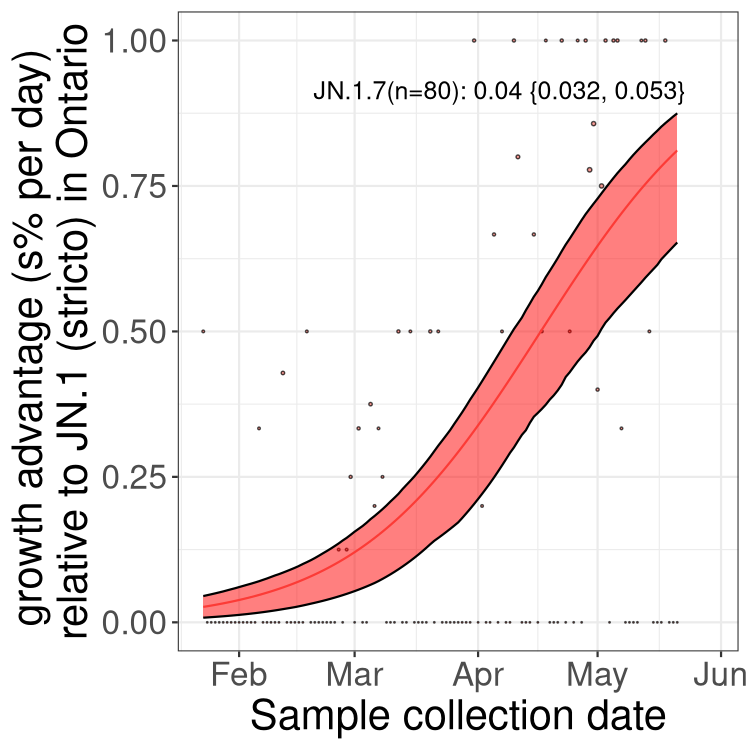 growth advantage (s% per day)
relative to JN.1 (stricto) in Ontario
1.00
0.75
0.50
0.25
0.00
JN.1.7(n=80): 0.04 {0.032, 0.053}
Feb Mar Apr May Jun
Sample collection date